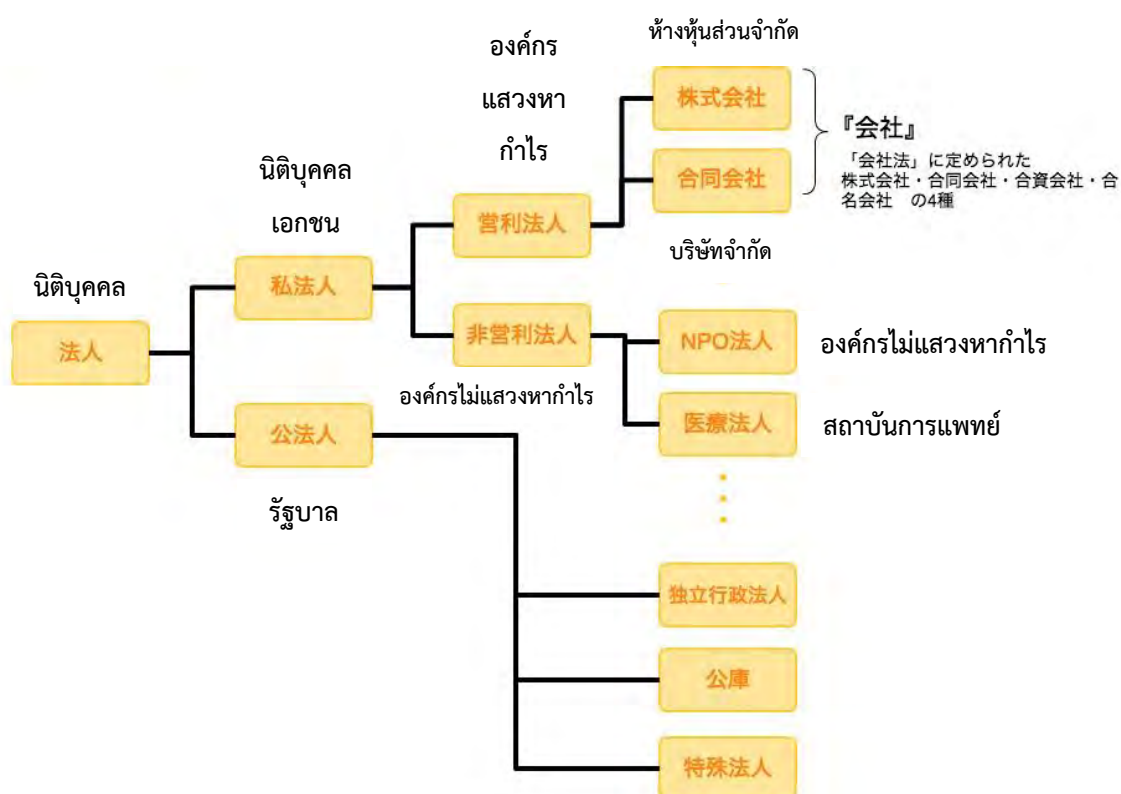 ห้างหุ้นส่วนจำกัด
องค์กร
แสวงหา
กำไร
株式会社
『会社』
「会社法」に定められた
株式会社・合同会社・合資会社・合
名会社　の4種
合同会社
นิติบุคคล
เอกชน
営利法人
บริษัทจำกัด
นิติบุคคล
私法人
法人
非営利法人
NPO法人
องค์กรไม่แสวงหากำไร
องค์กรไม่แสวงหากำไร
公法人
医療法人
สถาบันการแพทย์
รัฐบาล
独立行政法人
公庫
特殊法人